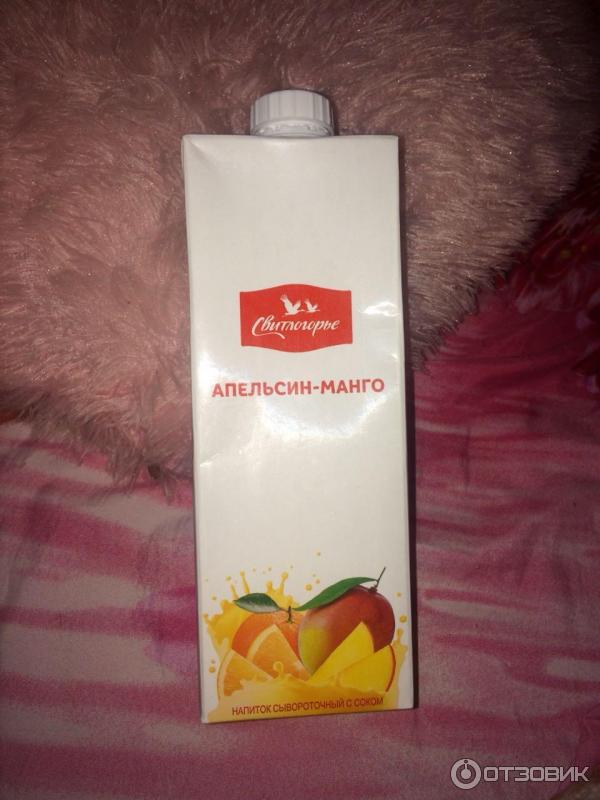 Свитлогорье
АПЕЛЬСИН-МАНГО
НАПИТОК СЫВОРОТОЧНЫЙ С СОКОМ
ОТЗОВИК